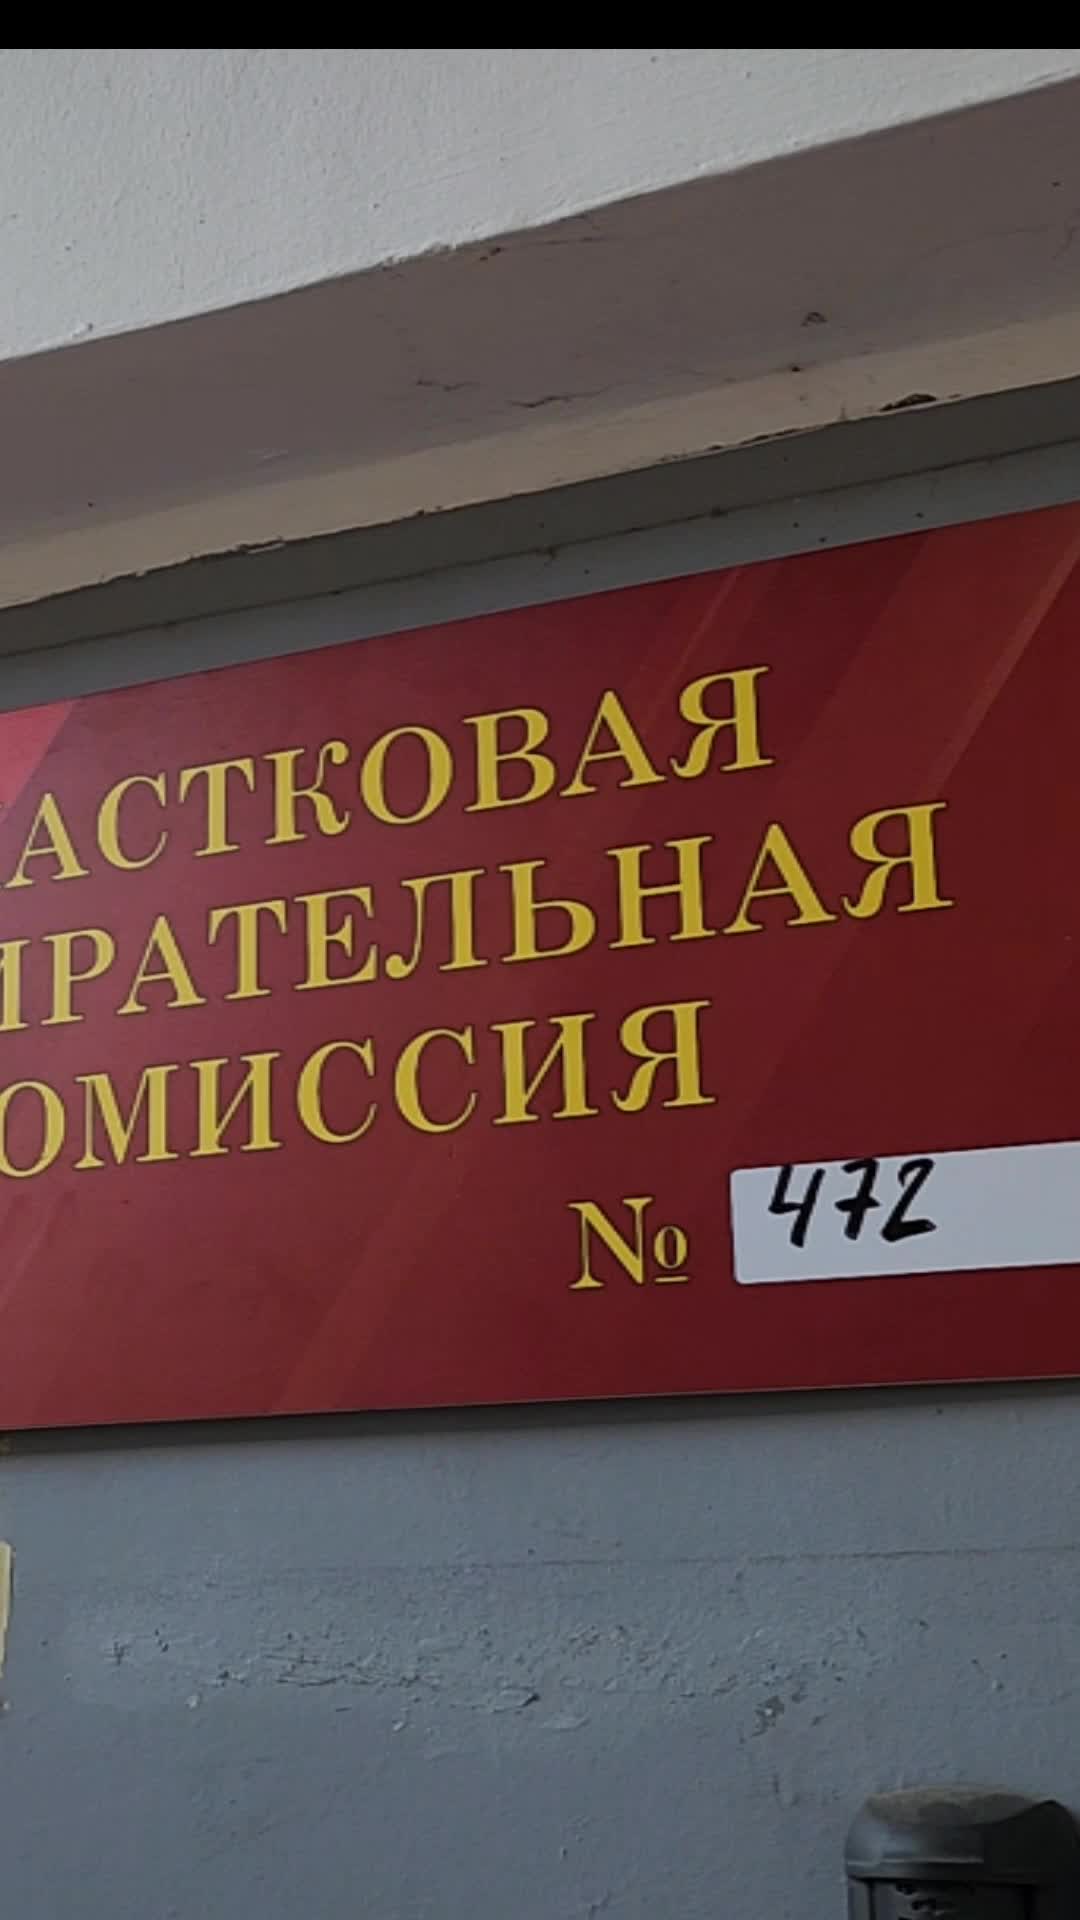 АСТКОВАЯ
ИРАТЕЛЬНАЯ
ОМИССИЯ
№ 472